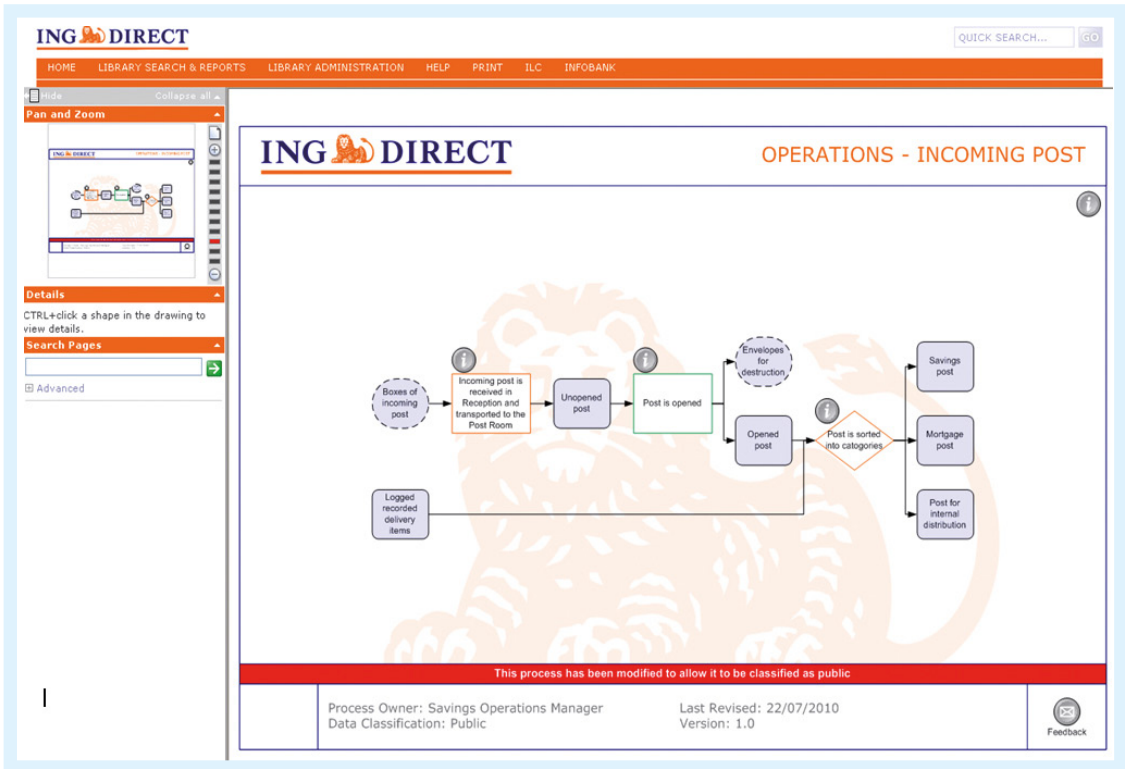 ING DIRECT
QUICK SEARCH...
GO
HOME LIBRARY SEARCH & REPORTS LIBRARY ADMINISTRATION HELP PRINT ILC INFOBANK
Hide Collapse all
Pan and Zoom
ING DIRECT
Details
CTRL+click a shape in the drawing to
view details.
Search Pages
Advanced
ING DIRECT
OPERATIONS - INCOMING POST
Boxes of
incoming
post
Incoming post is
received in
Reception and
transported to the
Post Room
Unopened
post
Post is opened
Envelopes
for
destruction
Opened
post
Post is sorted
into catogories
Savings
post
Mortgage
post
Post for
internal
distribution
Logged
recorded
delivery
items
This process has been modified to allow it to be classified as public
Process Owner: Savings Operations Manager
Data Classification: Public
Last Revised: 22/07/2010
Version: 1.0
Feedback